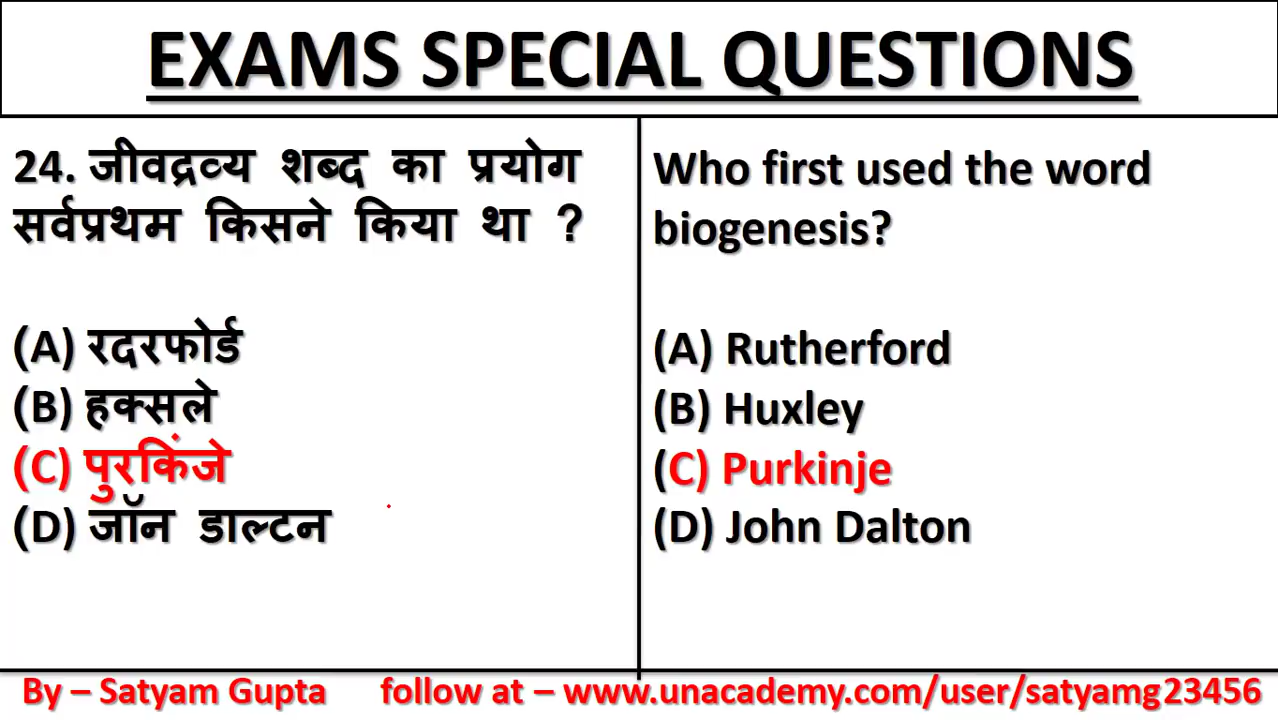 EXAMS SPECIAL QUESTIONS
24. जीवद्रव्य शब्द का प्रयोग
सर्वप्रथम किसने किया था ?
(A) रदरफोर्ड
(B) हक्सले
(C) पुरकिंजे
(D) जॉन डाल्टन
Who first used the word
biogenesis?
(A) Rutherford
(B) Huxley
(C) Purkinje
(D) John Dalton
By – Satyam Gupta follow at – www.unacademy.com/user/satyamg23456